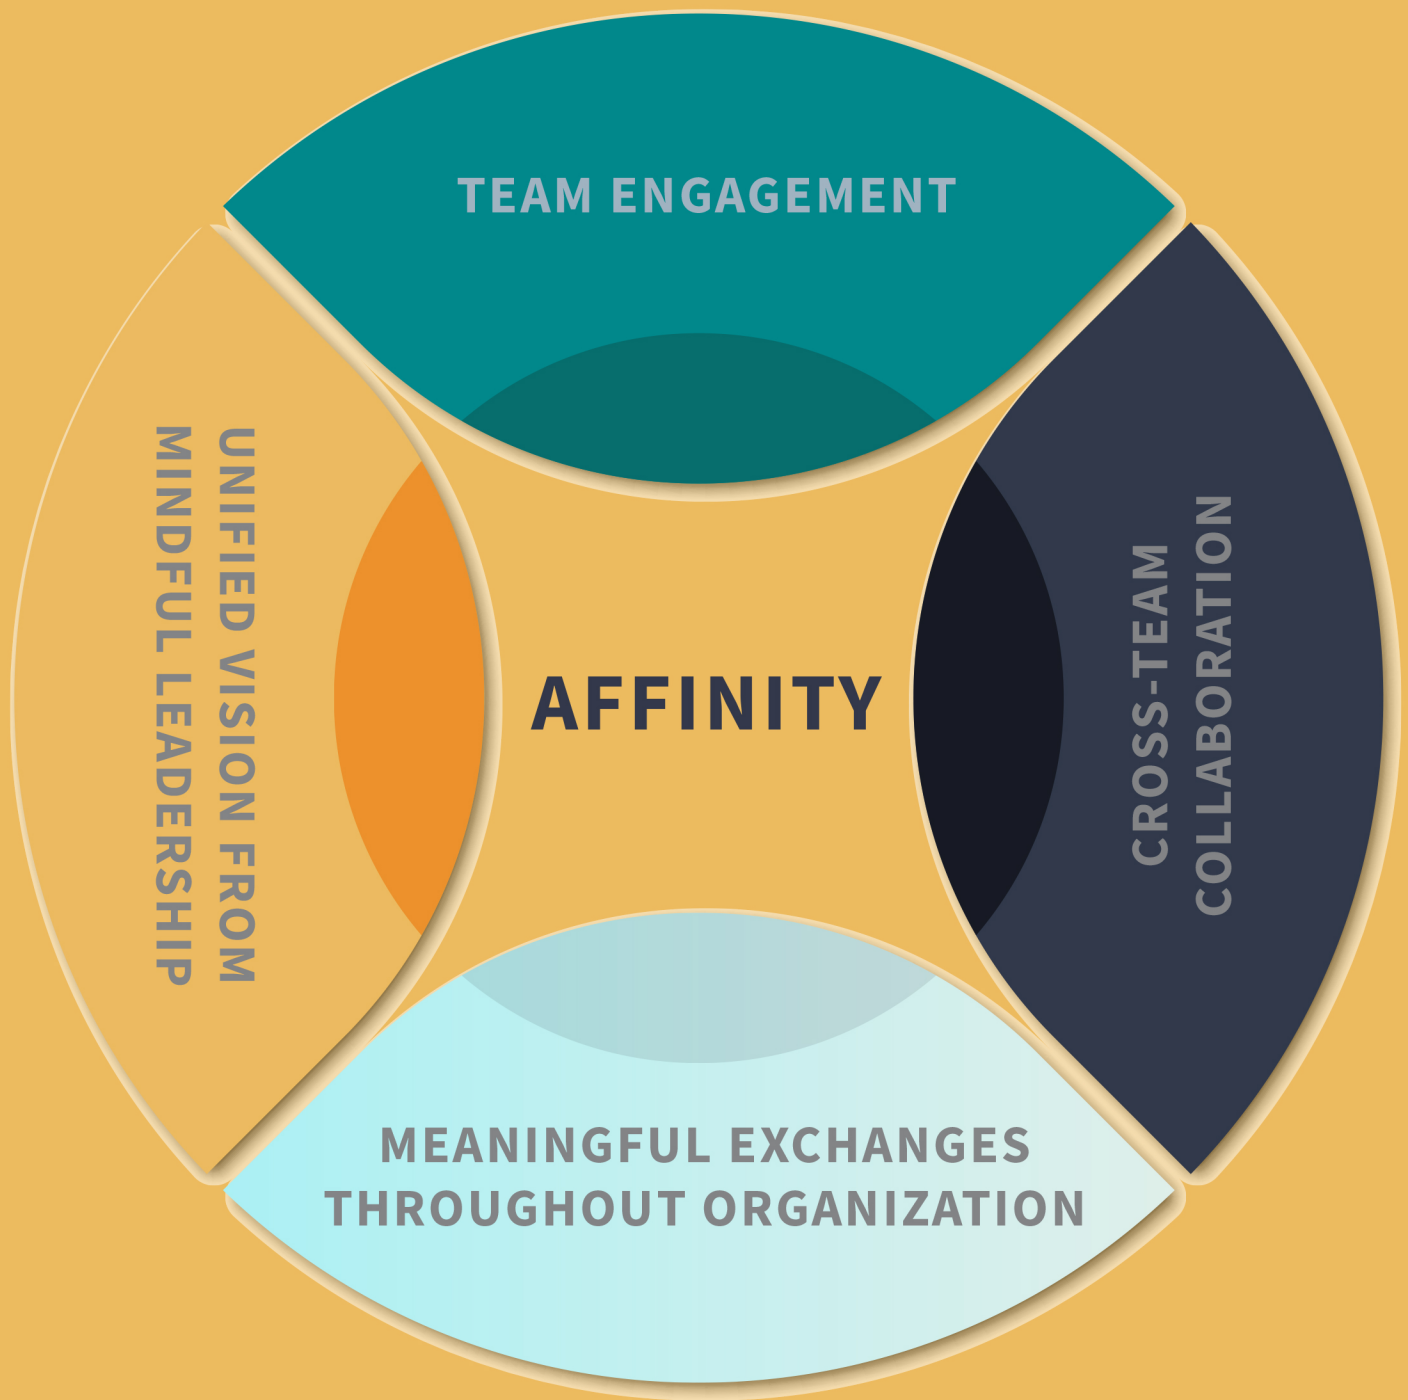 TEAM ENGAGEMENT
UNIFIED VISION FROM
MINDFUL LEADERSHIP
AFFINITY
CROSS-TEAM
COLLABORATION
MEANINGFUL EXCHANGES
THROUGHOUT ORGANIZATION